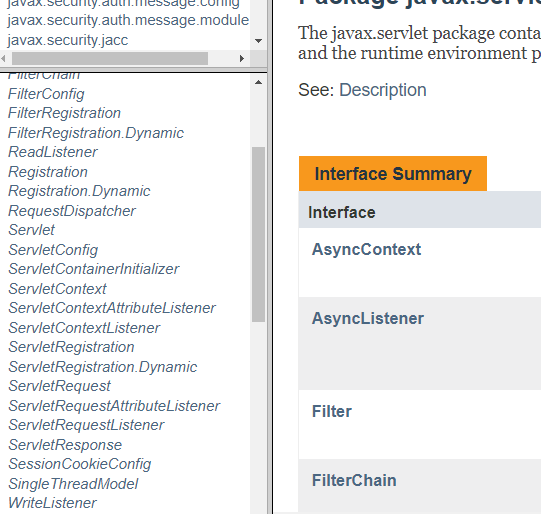 javax.security.auth.message.config
javax.security.auth.message.module
javax.security.jacc
FilterChain
FilterConfig
FilterRegistration
FilterRegistration.Dynamic
ReadListener
Registration
Registration.Dynamic
RequestDispatcher
Servlet
ServletConfig
ServletContainerInitializer
ServletContext
ServletContextAttributeListener
ServletContextListener
ServletRegistration
ServletRegistration.Dynamic
ServletRequest
ServletRequestAttributeListener
ServletRequestListener
ServletResponse
SessionCookieConfig
SingleThreadModel
WriteListener
Package javax.servle
The javax.servlet package conta
and the runtime environment p
See: Description
Interface Summary
Interface
AsyncContext
AsyncListener
Filter
FilterChain